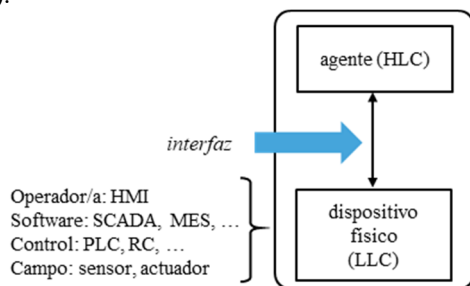 agente (HLC)
interfaz
Operador/a: HMI
Software: SCADA, MES, ...
Control: PLC, RC, ...
Campo: sensor, actuador
dispositivo
físico
(LLC)